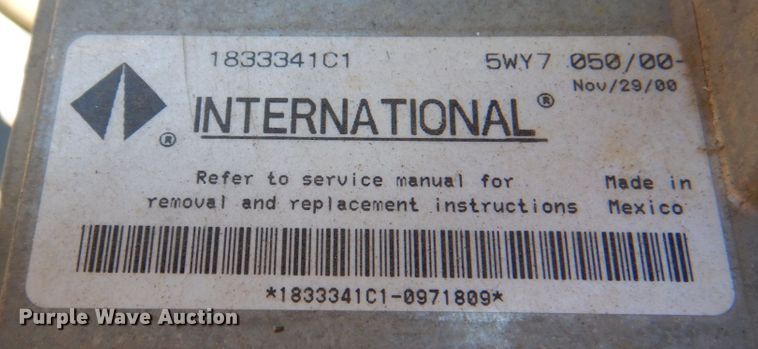 1833341C1 5WY7 050/00-
Nov/29/00
INTERNATIONAL®
®
Refer to service manual for Made in
removal and replacement instructions Mexico
*1833341C1-0971809*
Purple Wave Auction